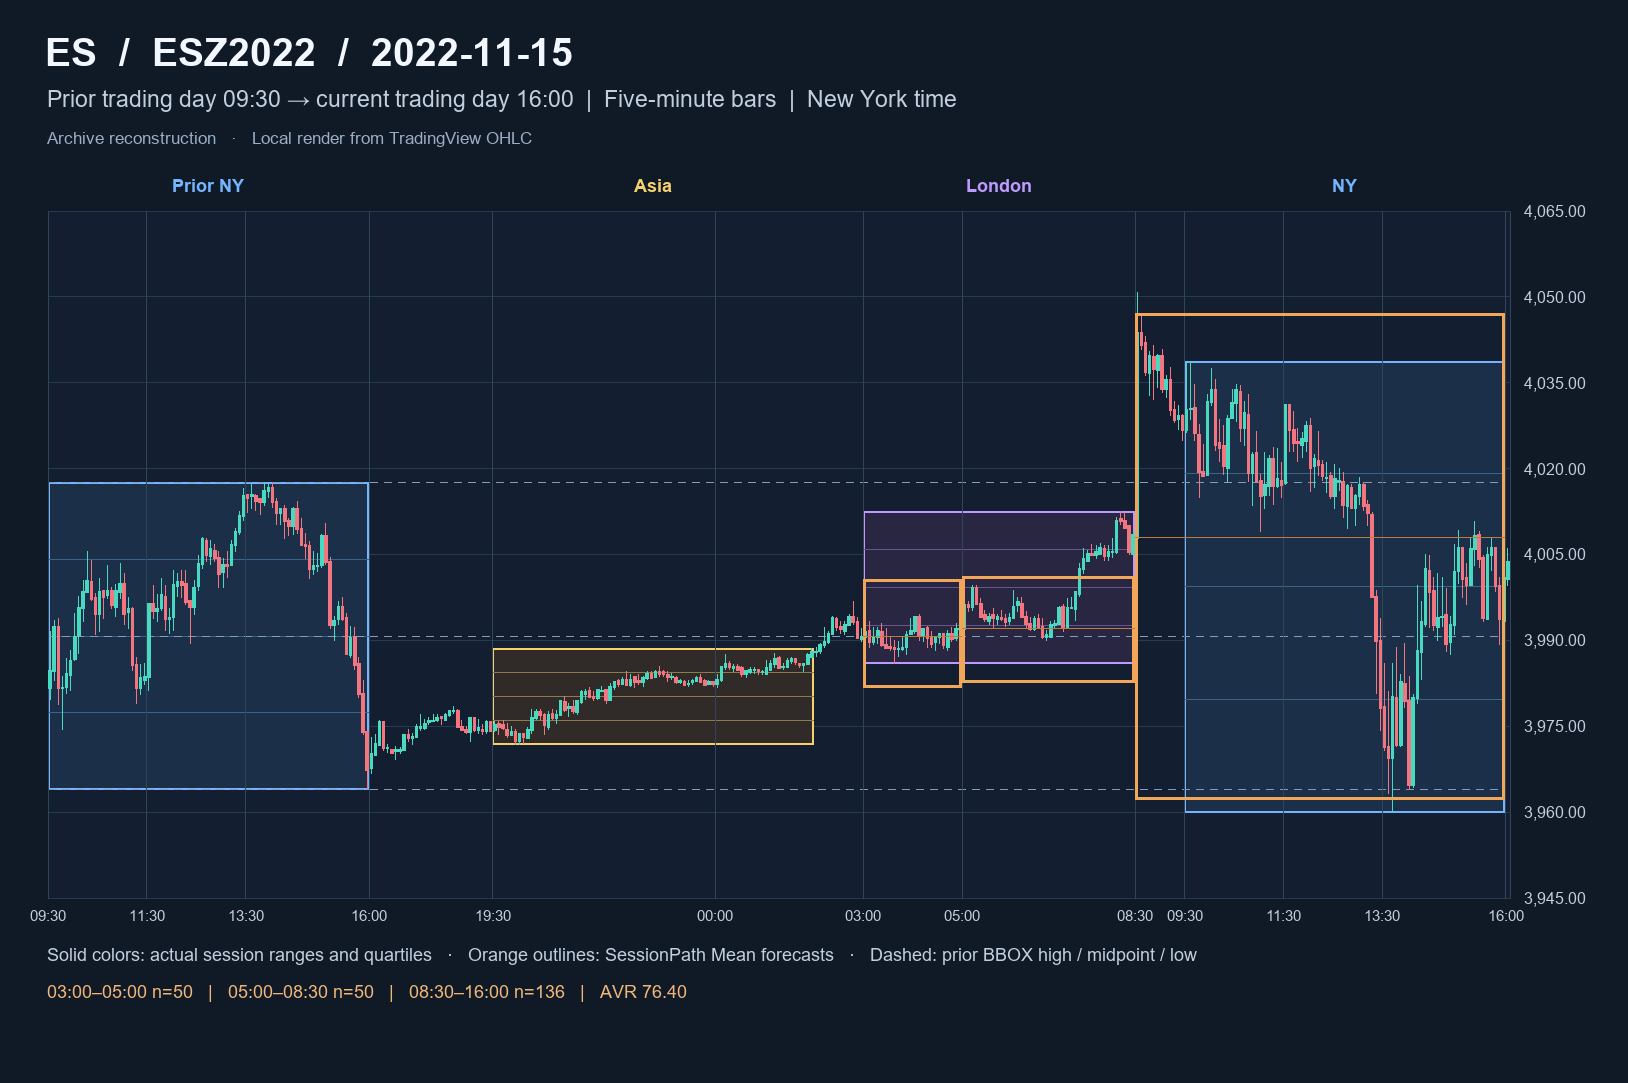 ES / ESZ2022 / 2022-11-15
Prior trading day 09:30 → current trading day 16:00 | Five-minute bars | New York time
Archive reconstruction · Local render from TradingView OHLC
Prior NY Asia London NY
4,065.00
4,050.00
4,035.00
4,020.00
4,005.00
3,990.00
3,975.00
3,960.00
3,945.00
09:30 11:30 13:30 16:00 19:30 00:00 03:00 05:00 08:30 09:30 11:30 13:30 16:00
Solid colors: actual session ranges and quartiles · Orange outlines: SessionPath Mean forecasts · Dashed: prior BBOX high / midpoint / low
03:00–05:00 n=50 | 05:00–08:30 n=50 | 08:30–16:00 n=136 | AVR 76.40